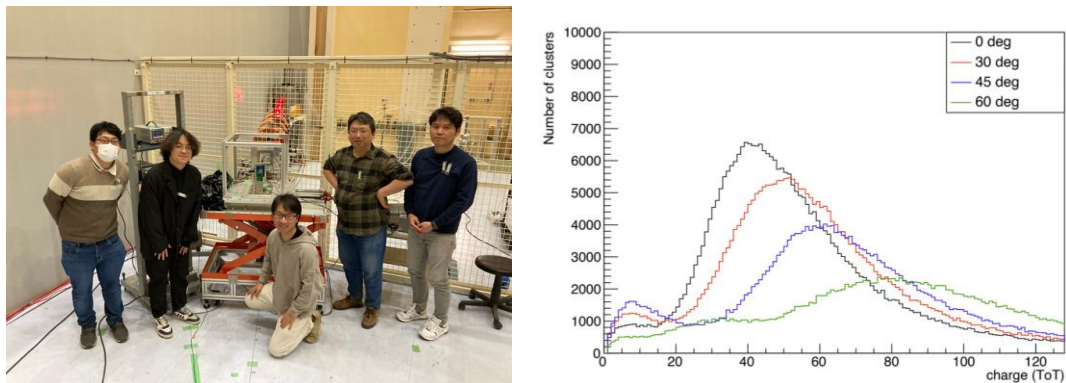 Number of clusters
10000
9000
8000
7000
6000
5000
4000
3000
2000
1000
0
0 deg
30 deg
45 deg
60 deg
0 20 40 60 80 100 120
charge (ToT)